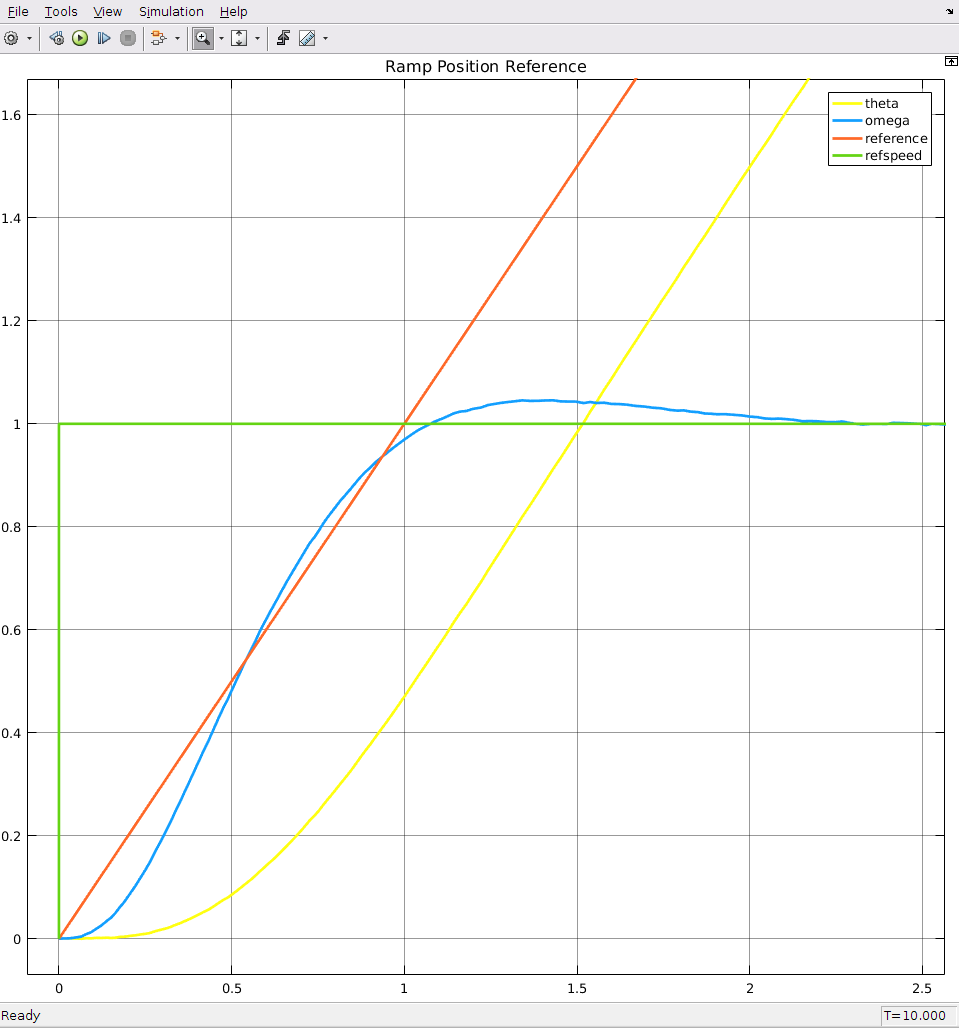 File Tools View Simulation Help
Ramp Position Reference
theta
omega
reference
refspeed
1.6
1.4
1.2
1
0.8
0.6
0.4
0.2
0
0 0.5 1 1.5 2 2.5
Ready T=10.000